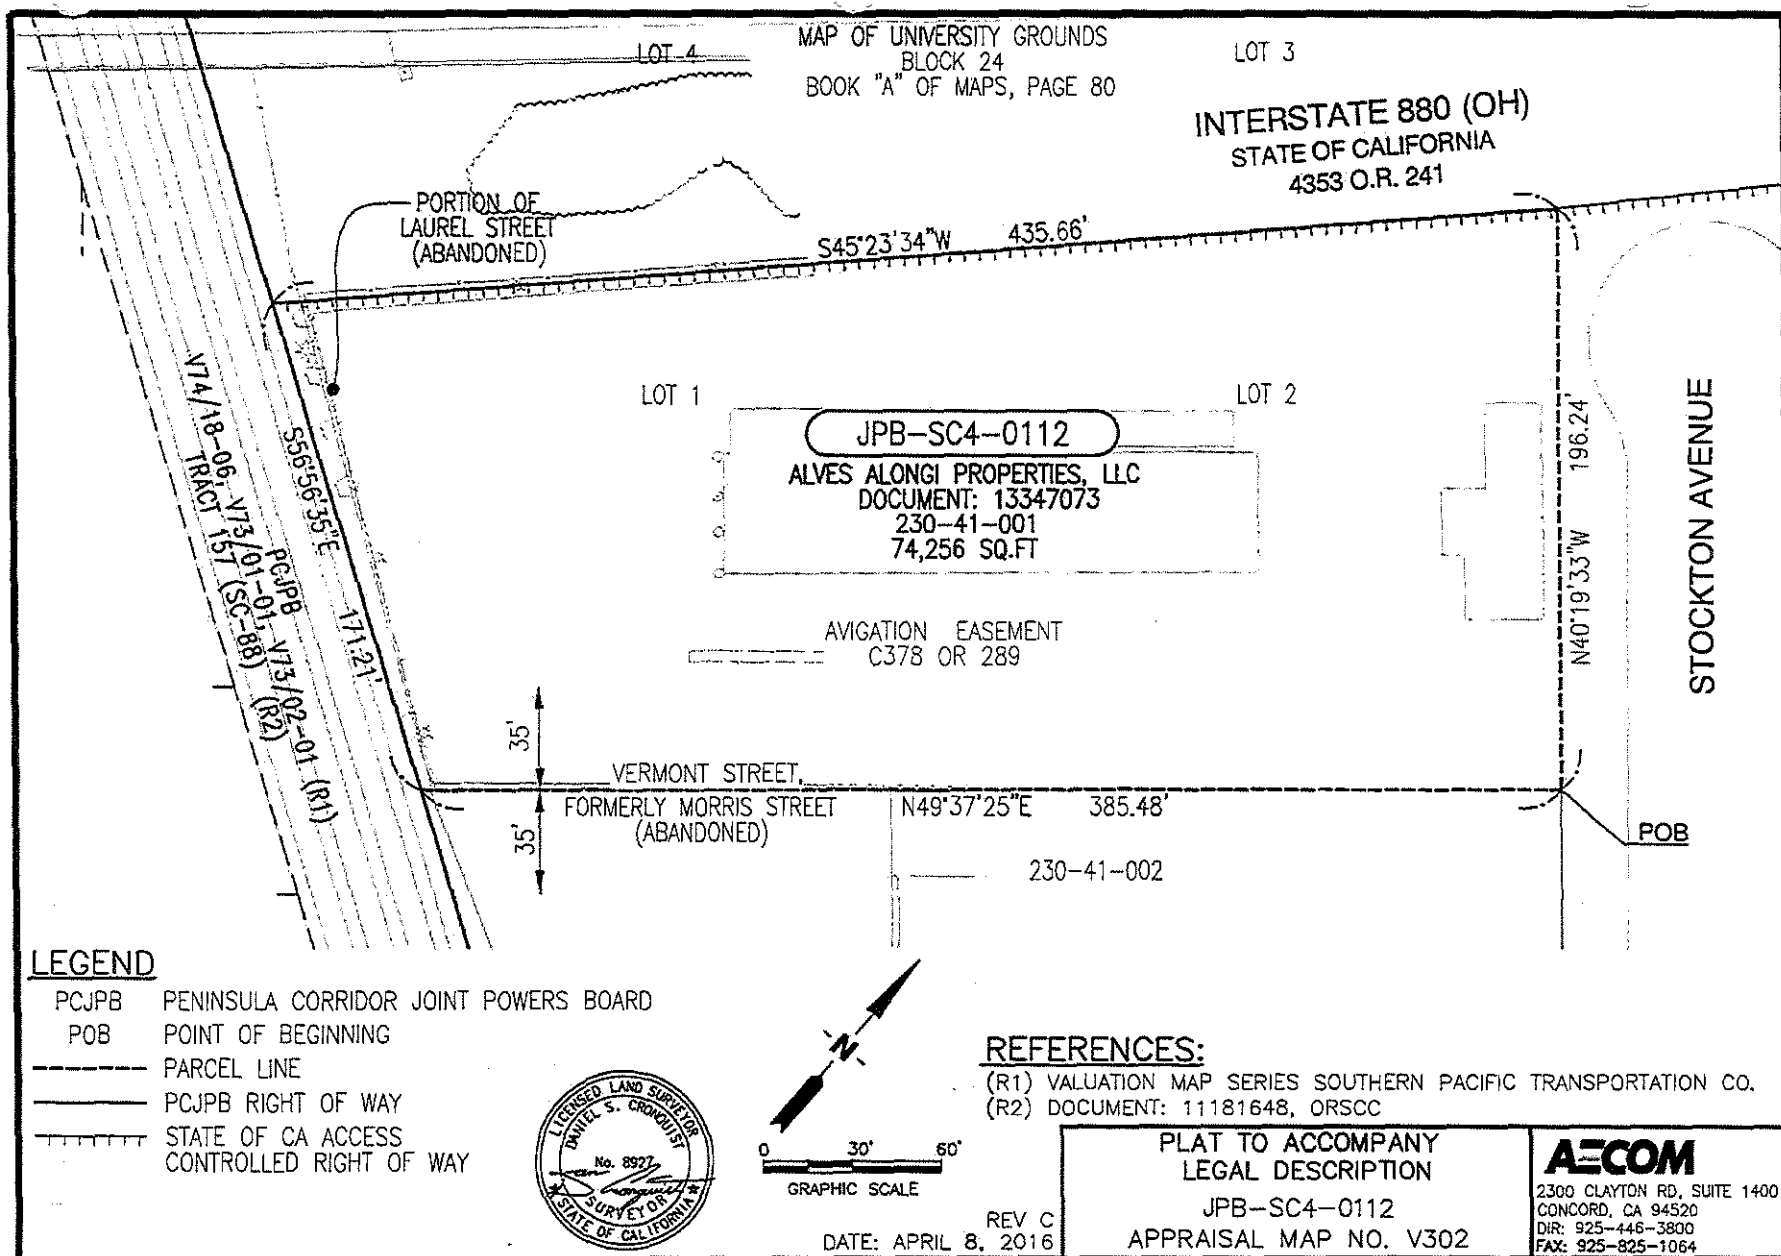 MAP OF UNIVERSITY GROUNDS
BLOCK 24
BOOK "A" OF MAPS, PAGE 80
LOT 4
LOT 3
INTERSTATE 880 (OH)
STATE OF CALIFORNIA
4353 O.R. 241
PORTION OF
LAUREL STREET
(ABANDONED)
S45°23'34"W 435.66'
LOT 1
LOT 2
JPB-SC4-0112
ALVES ALONGI PROPERTIES, LLC
DOCUMENT: 13347073
230-41-001
74,256 SQ.FT
AVIGATION EASEMENT
C378 OR 289
S56°56'35"E 171.21'
PCJPB
V74/18-06, V73/01-01, V73/02-01 (R1)
TRACT 157 (SC-88) (R2)
N40°19'33"W 196.24'
STOCKTON AVENUE
35'
VERMONT STREET,
FORMERLY MORRIS STREET
(ABANDONED)
35'
N49°37'25"E 385.48'
POB
230-41-002
LEGEND
PCJPB PENINSULA CORRIDOR JOINT POWERS BOARD
POB POINT OF BEGINNING
PARCEL LINE
PCJPB RIGHT OF WAY
STATE OF CA ACCESS
CONTROLLED RIGHT OF WAY
LICENSED LAND SURVEYOR
DANIEL S. CRONQUIST
No. 8927
SURVEYOR
STATE OF CALIFORNIA
N
0 30' 60'
GRAPHIC SCALE
REV C
DATE: APRIL 8, 2016
REFERENCES:
(R1) VALUATION MAP SERIES SOUTHERN PACIFIC TRANSPORTATION CO.
(R2) DOCUMENT: 11181648, ORSCC
PLAT TO ACCOMPANY
LEGAL DESCRIPTION
JPB-SC4-0112
APPRAISAL MAP NO. V302
AECOM
2300 CLAYTON RD, SUITE 1400
CONCORD, CA 94520
DIR: 925-446-3800
FAX: 925-825-1064